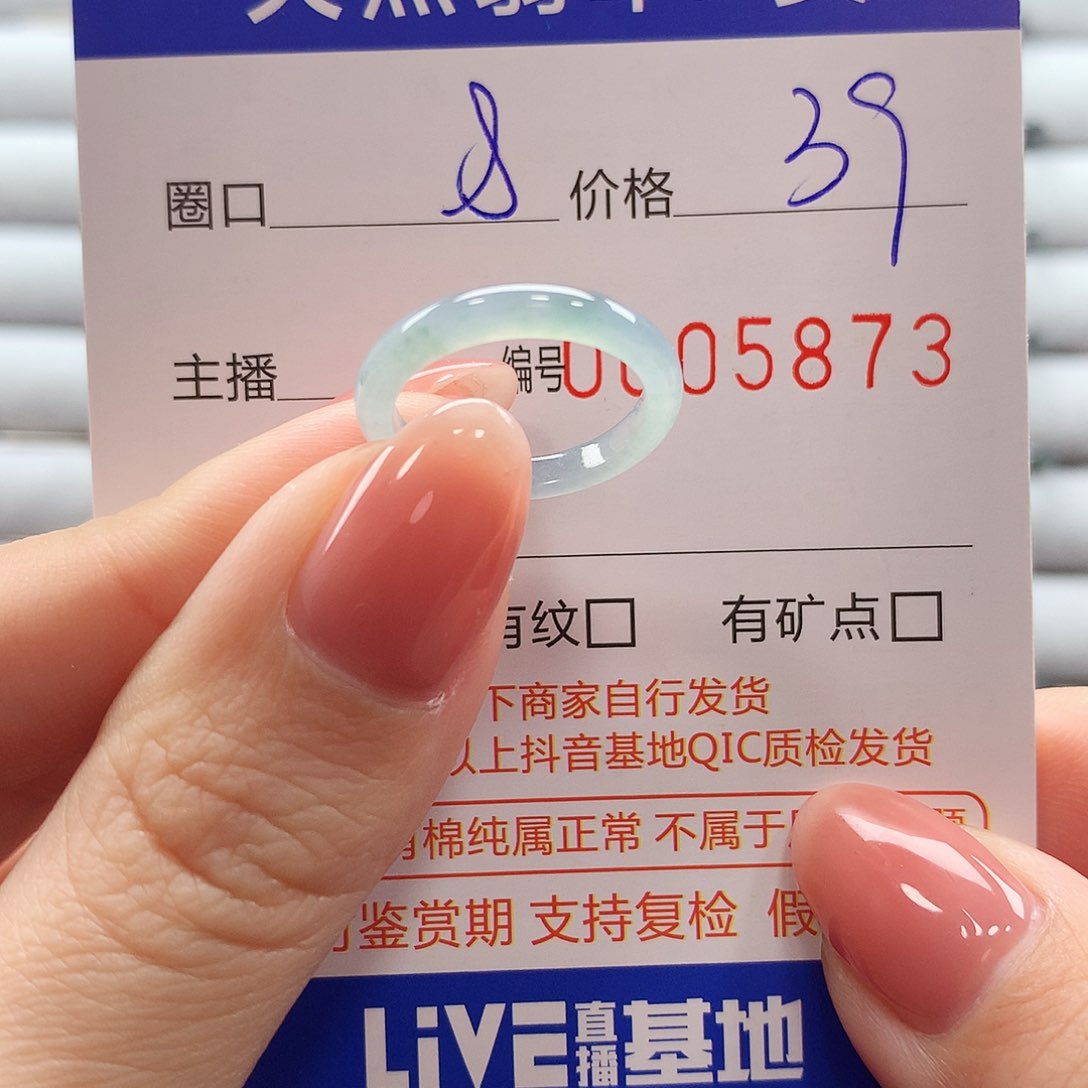 圈口 8 价格 39
主播 编号 0005873
有纹□ 有矿点□
下商家自行发货
以上抖音基地QIC质检发货
棉纯属正常 不属于
鉴赏期 支持复检 假
LiVE直播基地